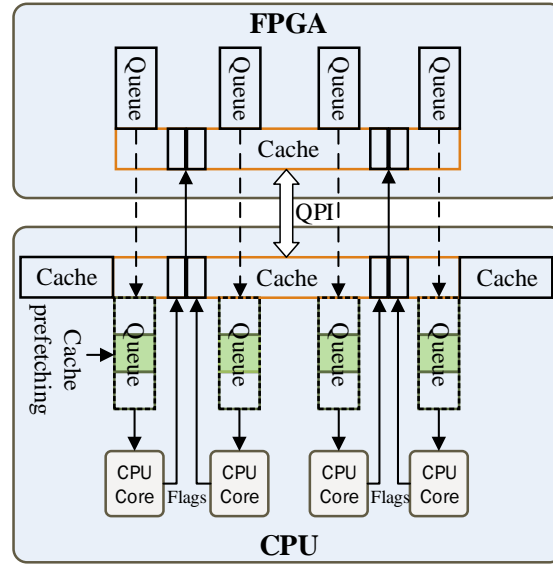 FPGA
Queue
Queue
Queue
Queue
Cache
QPI
Cache
Cache
Cache
Cache
prefetching
Queue
Queue
Queue
Queue
CPU
Core
Flags
CPU
Core
CPU
Core
Flags
CPU
Core
CPU